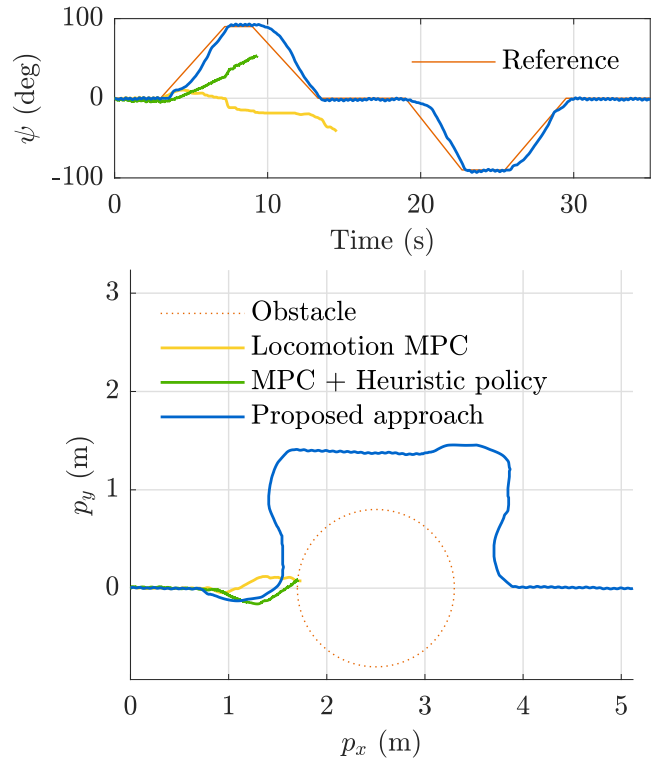 100
0
-100
ψ (deg)
Reference
0 10 20 30
Time (s)
3
2
1
0
p_y (m)
Obstacle
Locomotion MPC
MPC + Heuristic policy
Proposed approach
0 1 2 3 4 5
p_x (m)